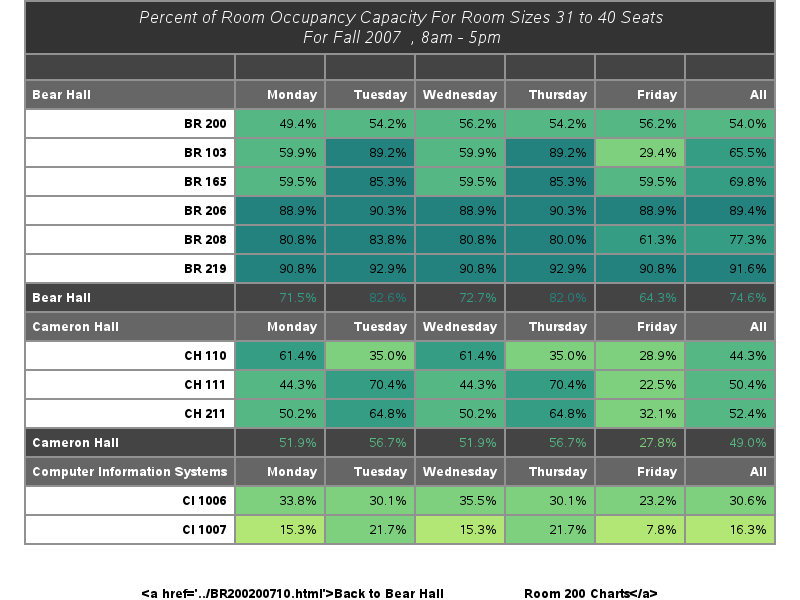 Percent of Room Occupancy Capacity For Room Sizes 31 to 40 Seats
For Fall 2007 , 8am - 5pm
Bear Hall Monday Tuesday Wednesday Thursday Friday All
BR 200 49.4% 54.2% 56.2% 54.2% 56.2% 54.0%
BR 103 59.9% 89.2% 59.9% 89.2% 29.4% 65.5%
BR 165 59.5% 85.3% 59.5% 85.3% 59.5% 69.8%
BR 206 88.9% 90.3% 88.9% 90.3% 88.9% 89.4%
BR 208 80.8% 83.8% 80.8% 80.0% 61.3% 77.3%
BR 219 90.8% 92.9% 90.8% 92.9% 90.8% 91.6%
Bear Hall 71.5% 82.6% 72.7% 82.0% 64.3% 74.6%
Cameron Hall Monday Tuesday Wednesday Thursday Friday All
CH 110 61.4% 35.0% 61.4% 35.0% 28.9% 44.3%
CH 111 44.3% 70.4% 44.3% 70.4% 22.5% 50.4%
CH 211 50.2% 64.8% 50.2% 64.8% 32.1% 52.4%
Cameron Hall 51.9% 56.7% 51.9% 56.7% 27.8% 49.0%
Computer Information Systems Monday Tuesday Wednesday Thursday Friday All
CI 1006 33.8% 30.1% 35.5% 30.1% 23.2% 30.6%
CI 1007 15.3% 21.7% 15.3% 21.7% 7.8% 16.3%
<a href='../BR200200710.html'>Back to Bear Hall Room 200 Charts</a>